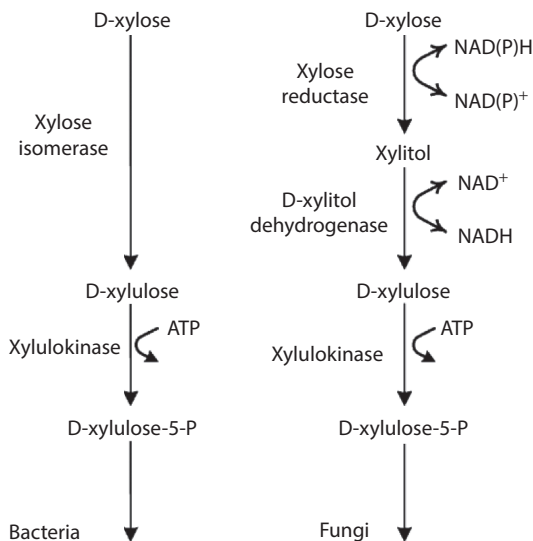 D-xylose
Xylose
isomerase
D-xylulose
Xylulokinase
ATP
D-xylulose-5-P
Bacteria
D-xylose
NAD(P)H
Xylose
reductase
NAD(P)+
Xylitol
NAD+
D-xylitol
dehydrogenase
NADH
D-xylulose
ATP
Xylulokinase
D-xylulose-5-P
Fungi